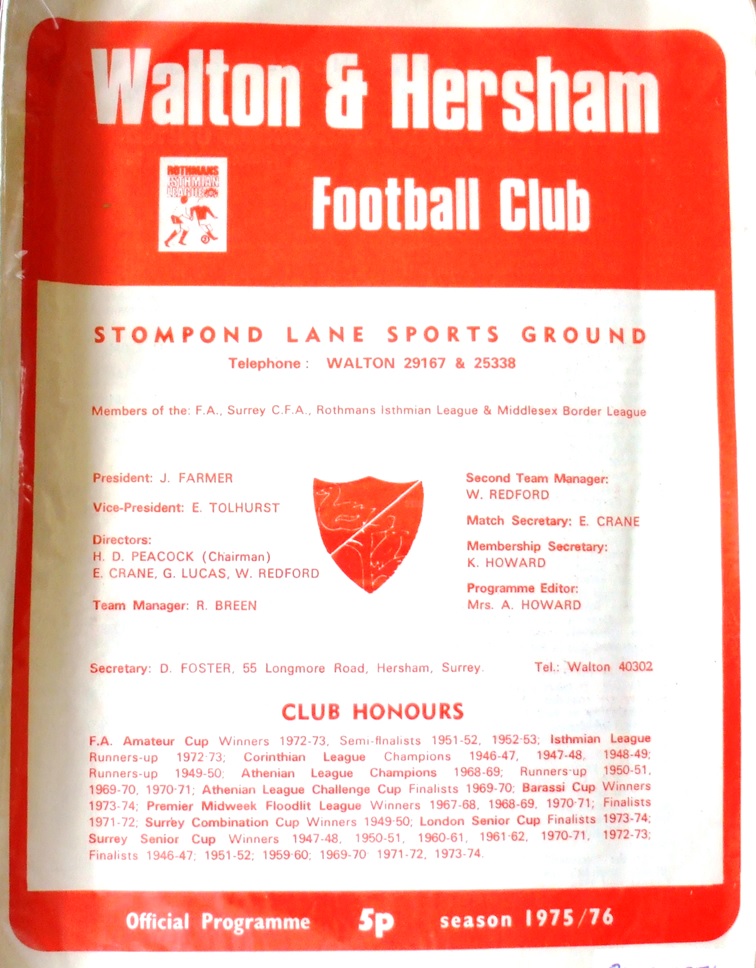 Walton & Hersham
ROTHMANS
ISTHMIAN
LEAGUE
Football Club
STOMPOND LANE SPORTS GROUND
Telephone : WALTON 29167 & 25338
Members of the: F.A., Surrey C.F.A., Rothmans Isthmian League & Middlesex Border League
President: J. FARMER
Vice-President: E. TOLHURST
Directors:
H. D. PEACOCK (Chairman)
E. CRANE, G. LUCAS, W. REDFORD
Team Manager: R. BREEN
Second Team Manager:
W. REDFORD
Match Secretary: E. CRANE
Membership Secretary:
K. HOWARD
Programme Editor:
Mrs. A. HOWARD
Secretary: D. FOSTER, 55 Longmore Road, Hersham, Surrey. Tel.: Walton 40302
CLUB HONOURS
F.A. Amateur Cup Winners 1972-73, Semi-finalists 1951-52, 1952-53; Isthmian League
Runners-up 1972-73; Corinthian League Champions 1946-47, 1947-48, 1948-49;
Runners-up 1949-50; Athenian League Champions 1968-69; Runners-up 1950-51,
1969-70, 1970-71; Athenian League Challenge Cup Finalists 1969-70; Barassi Cup Winners
1973-74; Premier Midweek Floodlit League Winners 1967-68, 1968-69, 1970-71; Finalists
1971-72; Surrey Combination Cup Winners 1949-50; London Senior Cup Finalists 1973-74;
Surrey Senior Cup Winners 1947-48, 1950-51, 1960-61, 1961-62, 1970-71, 1972-73;
Finalists 1946-47; 1951-52; 1959-60; 1969-70 1971-72, 1973-74.
Official Programme 5p season 1975/76